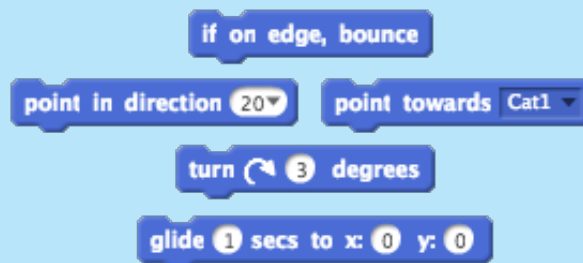 if on edge, bounce
point in direction 20 point towards Cat1
turn 3 degrees
glide 1 secs to x: 0 y: 0